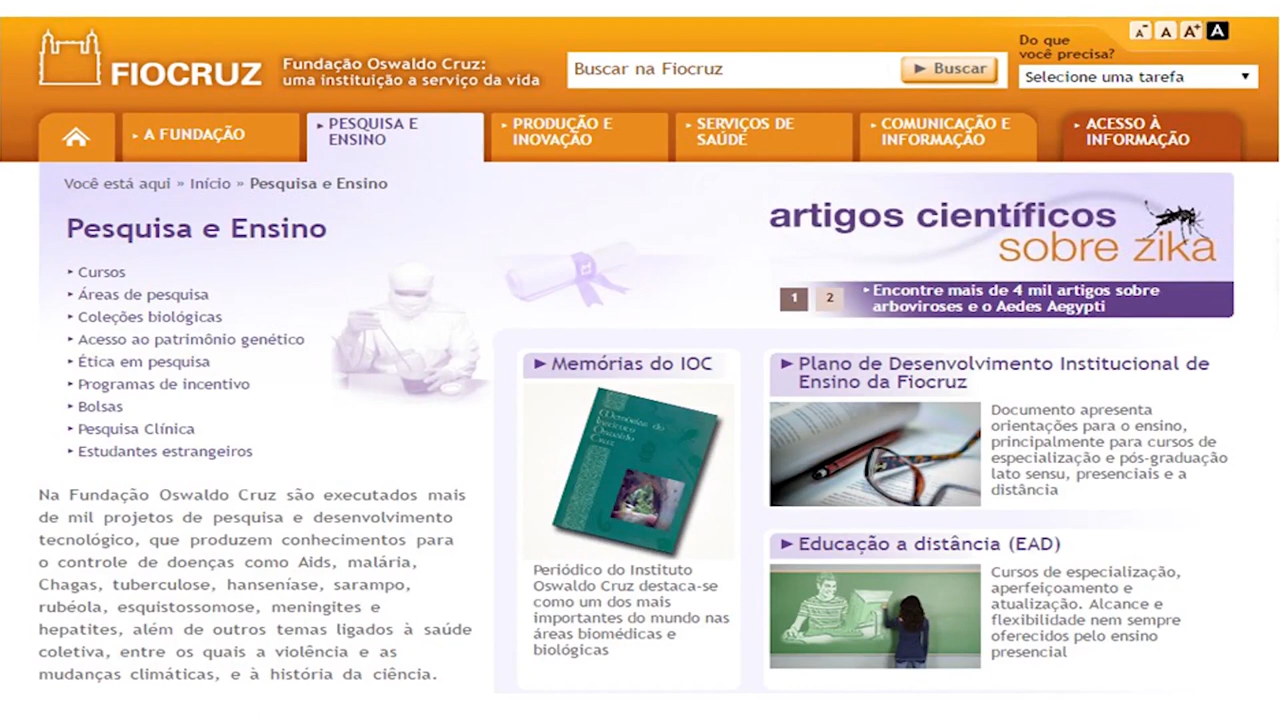 FIOCRUZ
Fundação Oswaldo Cruz:
uma instituição a serviço da vida
Buscar na Fiocruz
► Buscar
Do que
você precisa?
A- A A+ A
Selecione uma tarefa
A FUNDAÇÃO
PESQUISA E
ENSINO
PRODUÇÃO E
INOVAÇÃO
SERVIÇOS DE
SAÚDE
COMUNICAÇÃO E
INFORMAÇÃO
ACESSO À
INFORMAÇÃO
Você está aqui » Início » Pesquisa e Ensino
Pesquisa e Ensino
Cursos
Áreas de pesquisa
Coleções biológicas
Acesso ao patrimônio genético
Ética em pesquisa
Programas de incentivo
Bolsas
Pesquisa Clínica
Estudantes estrangeiros
Na Fundação Oswaldo Cruz são executados mais
de mil projetos de pesquisa e desenvolvimento
tecnológico, que produzem conhecimentos para
o controle de doenças como Aids, malária,
Chagas, tuberculose, hanseníase, sarampo,
rubéola, esquistossomose, meningites e
hepatites, além de outros temas ligados à saúde
coletiva, entre os quais a violência e as
mudanças climáticas, e à história da ciência.
artigos científicos
sobre zika
1 2
Encontre mais de 4 mil artigos sobre
arboviroses e o Aedes Aegypti
Memórias do IOC
Memórias do
Instituto
Oswaldo
Cruz
Periódico do Instituto
Oswaldo Cruz destaca-se
como um dos mais
importantes do mundo nas
áreas biomédicas e
biológicas
Plano de Desenvolvimento Institucional de
Ensino da Fiocruz
Documento apresenta
orientações para o ensino,
principalmente para cursos de
especialização e pós-graduação
lato sensu, presenciais e a
distância
Educação a distância (EAD)
Cursos de especialização,
aperfeiçoamento e
atualização. Alcance e
flexibilidade nem sempre
oferecidos pelo ensino
presencial